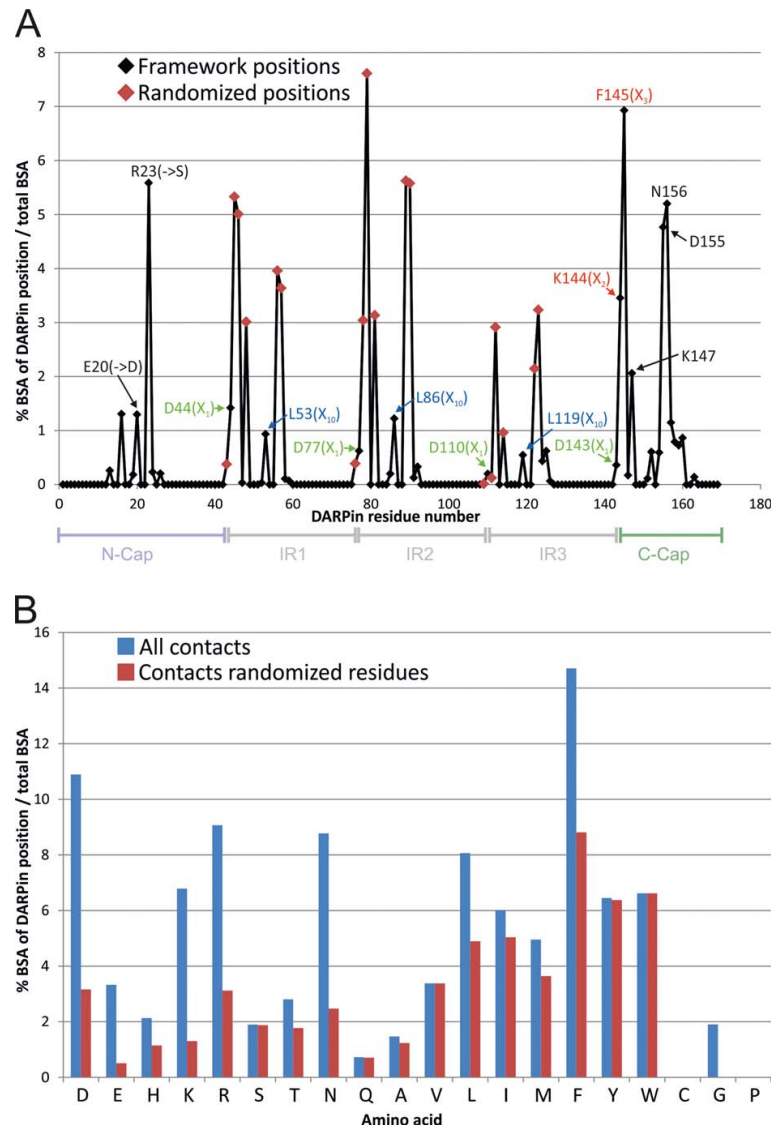 A
% BSA of DARPin position / total BSA
8
7
6
5
4
3
2
1
0
Framework positions
Randomized positions
F145(X3)
R23(->S)
N156
D155
K144(X2)
E20(->D)
K147
D44(X1)
L53(X10)
L86(X10)
L119(X10)
D77(X1)
D110(X1)
D143(X1)
0 20 40 60 80 100 120 140 160 180
DARPin residue number
N-Cap IR1 IR2 IR3 C-Cap
B
% BSA of DARPin position / total BSA
16
14
12
10
8
6
4
2
0
All contacts
Contacts randomized residues
D E H K R S T N Q A V L I M F Y W C G P
Amino acid